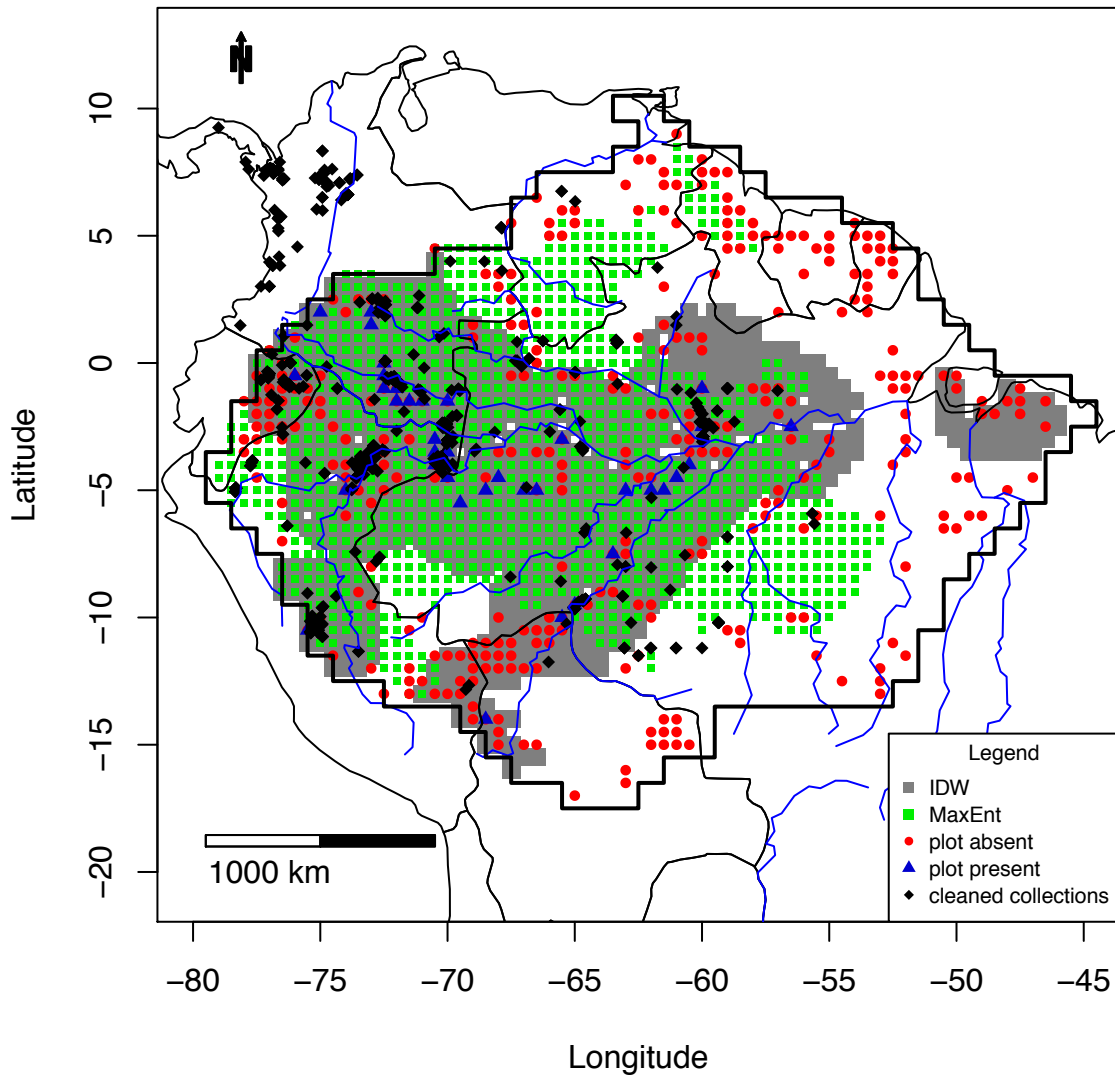 N
10
5
0
−5
−10
−15
−20
Latitude
1000 km
Legend
IDW
MaxEnt
plot absent
plot present
cleaned collections
−80 −75 −70 −65 −60 −55 −50 −45
Longitude